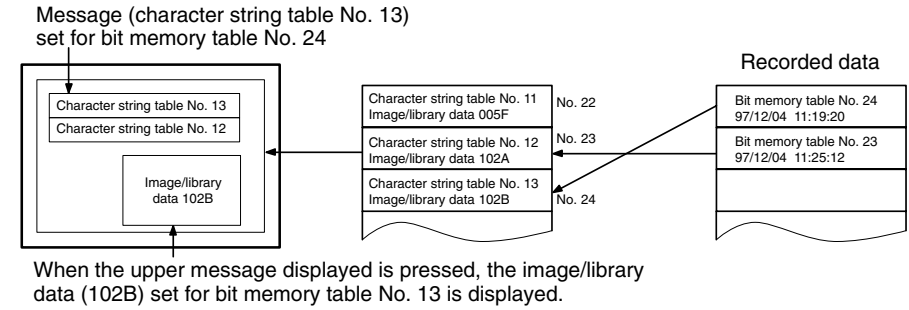 Message (character string table No. 13)
set for bit memory table No. 24
Recorded data
Character string table No. 13
Character string table No. 12
Image/library
data 102B
Character string table No. 11
Image/library data 005F
No. 22
Character string table No. 12
Image/library data 102A
No. 23
Character string table No. 13
Image/library data 102B
No. 24
Bit memory table No. 24
97/12/04 11:19:20
Bit memory table No. 23
97/12/04 11:25:12
When the upper message displayed is pressed, the image/library
data (102B) set for bit memory table No. 13 is displayed.